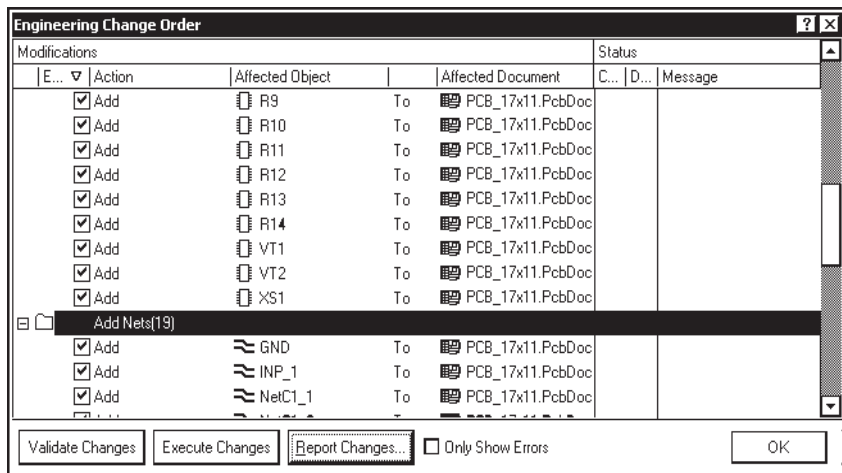 Engineering Change Order
Modifications Status
E... Action Affected Object Affected Document C... D... Message
Add R9 To PCB_17x11.PcbDoc
Add R10 To PCB_17x11.PcbDoc
Add R11 To PCB_17x11.PcbDoc
Add R12 To PCB_17x11.PcbDoc
Add R13 To PCB_17x11.PcbDoc
Add R14 To PCB_17x11.PcbDoc
Add VT1 To PCB_17x11.PcbDoc
Add VT2 To PCB_17x11.PcbDoc
Add XS1 To PCB_17x11.PcbDoc
Add Nets(19)
Add GND To PCB_17x11.PcbDoc
Add INP_1 To PCB_17x11.PcbDoc
Add NetC1_1 To PCB_17x11.PcbDoc
Validate Changes Execute Changes Report Changes... Only Show Errors OK